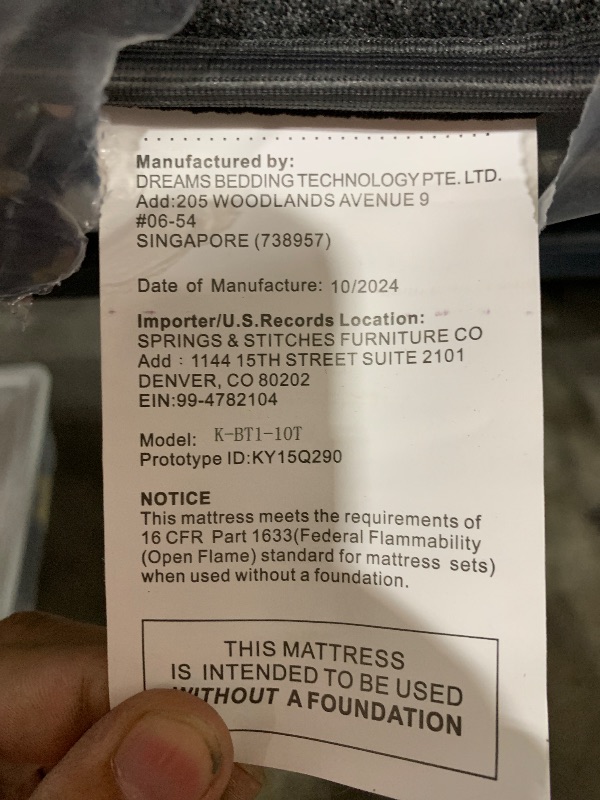 Manufactured by:
DREAMS BEDDING TECHNOLOGY PTE. LTD.
Add:205 WOODLANDS AVENUE 9
#06-54
SINGAPORE (738957)
Date of Manufacture: 10/2024
Importer/U.S.Records Location:
SPRINGS & STITCHES FURNITURE CO
Add : 1144 15TH STREET SUITE 2101
DENVER, CO 80202
EIN:99-4782104
Model: K-BT1-10T
Prototype ID:KY15Q290
NOTICE
This mattress meets the requirements of
16 CFR Part 1633(Federal Flammability
(Open Flame) standard for mattress sets)
when used without a foundation.
THIS MATTRESS
IS INTENDED TO BE USED
WITHOUT A FOUNDATION